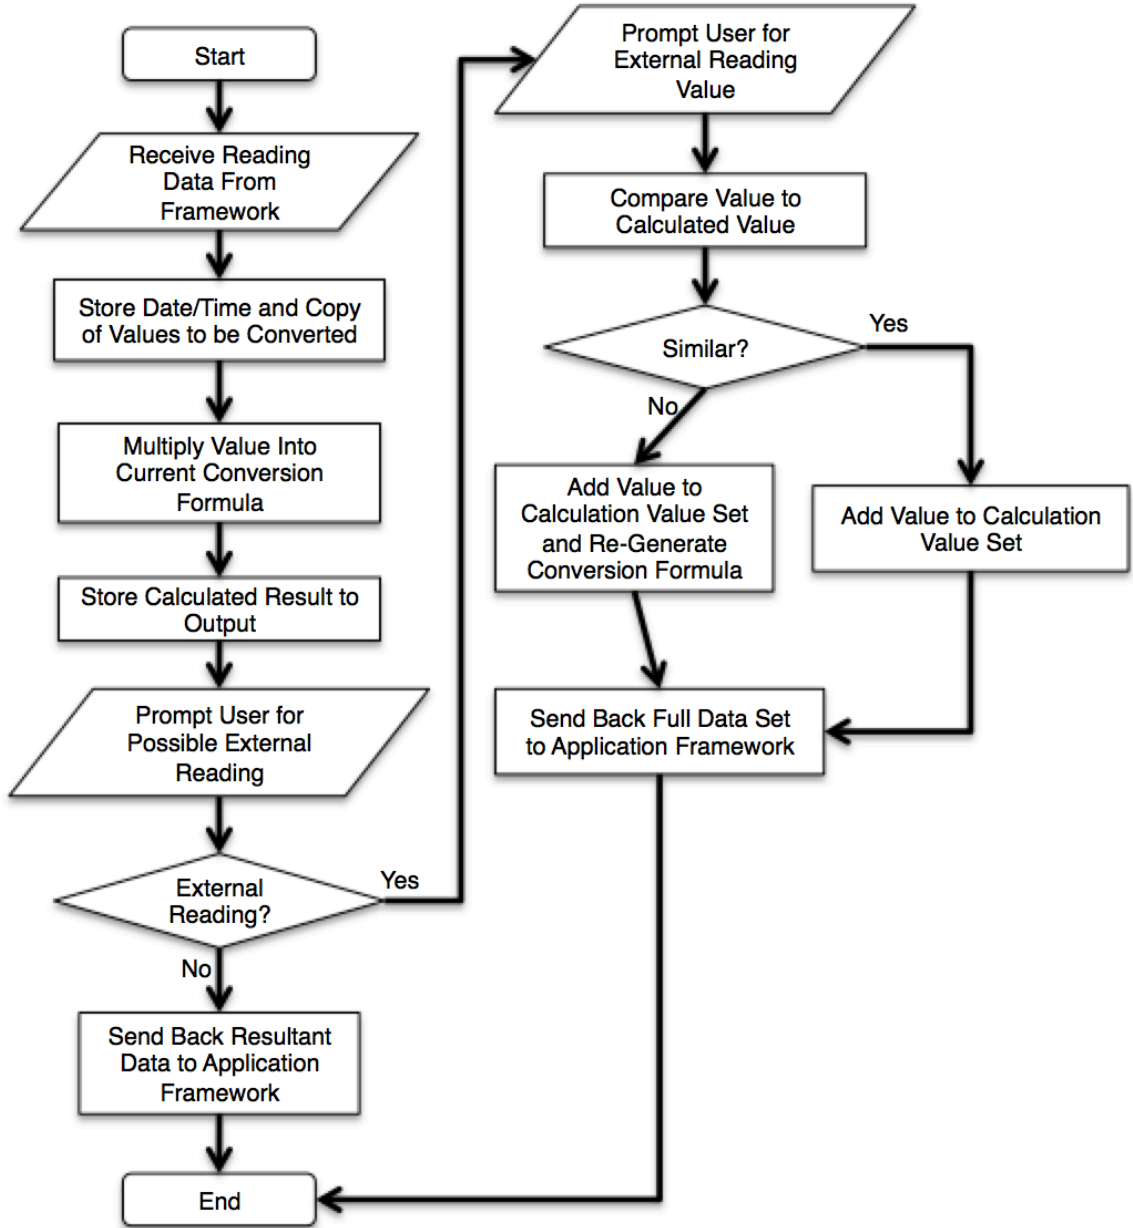 Start
Receive Reading
Data From
Framework
Store Date/Time and Copy
of Values to be Converted
Multiply Value Into
Current Conversion
Formula
Store Calculated Result to
Output
Prompt User for
Possible External
Reading
External
Reading?
Yes
No
Send Back Resultant
Data to Application
Framework
End
Prompt User for
External Reading
Value
Compare Value to
Calculated Value
Similar?
Yes
No
Add Value to
Calculation Value Set
and Re-Generate
Conversion Formula
Add Value to Calculation
Value Set
Send Back Full Data Set
to Application Framework